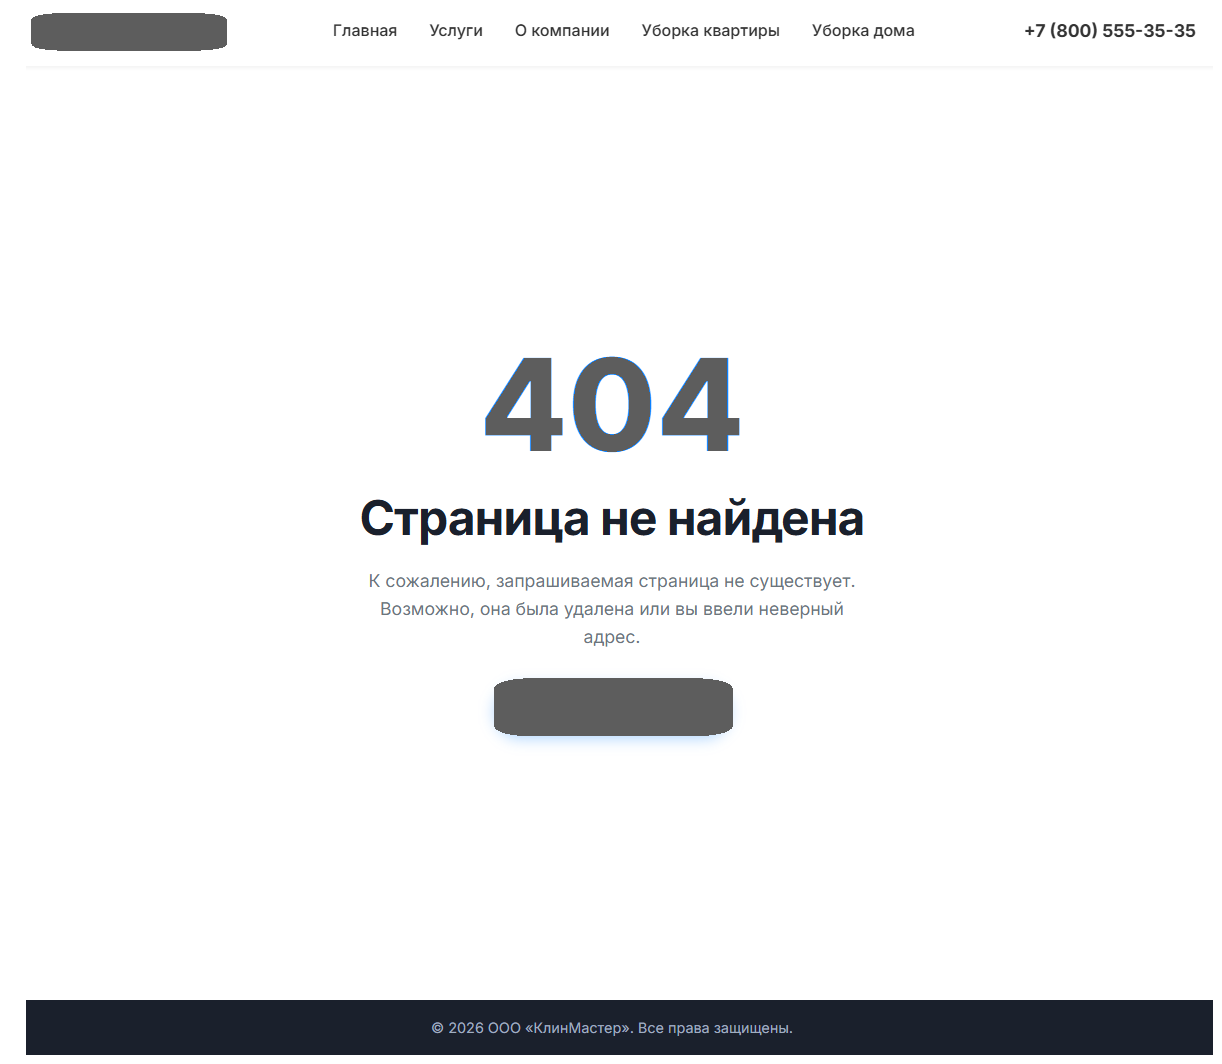 Главная Услуги О компании Уборка квартиры Уборка дома +7 (800) 555-35-35
404
Страница не найдена
К сожалению, запрашиваемая страница не существует.
Возможно, она была удалена или вы ввели неверный
адрес.
© 2026 ООО «КлинМастер». Все права защищены.